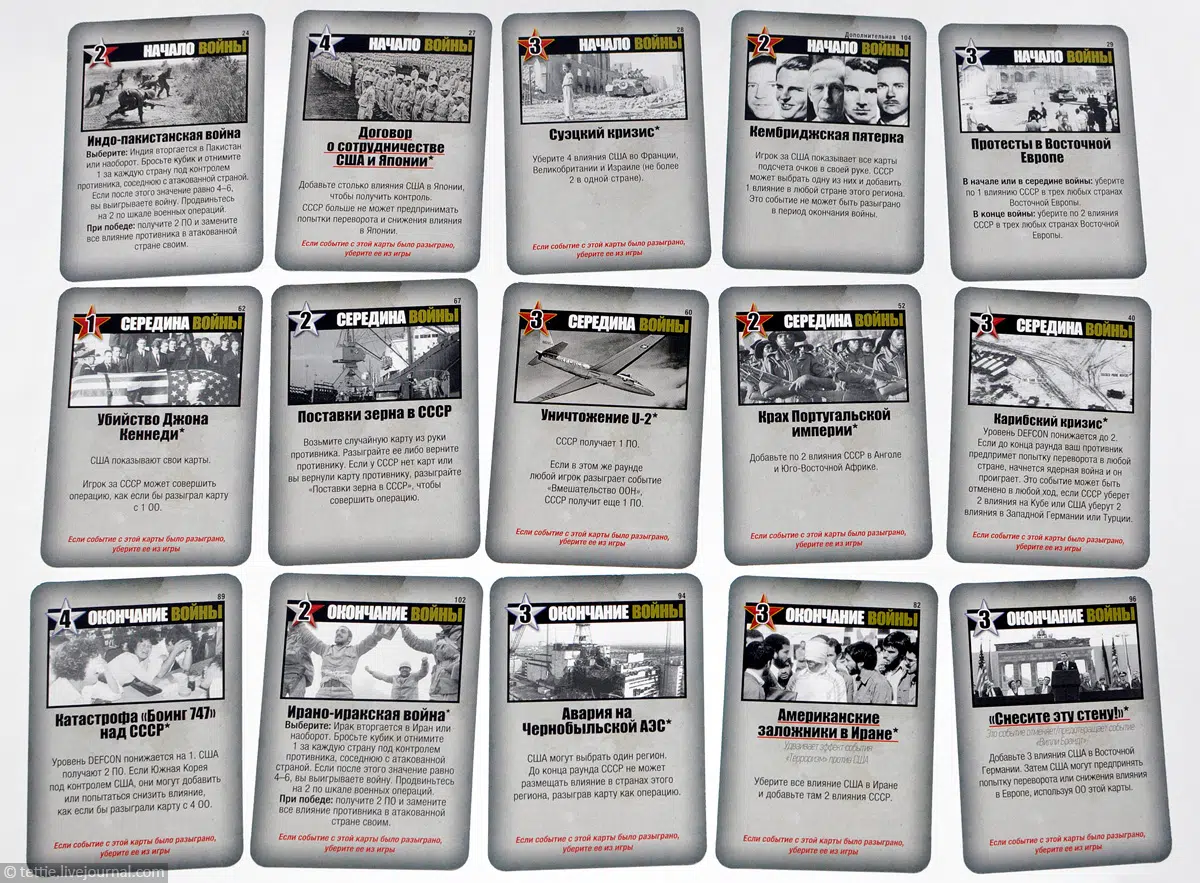 24
2
НАЧАЛО ВОЙНЫ
Индо-пакистанская война
Выберите: Индия вторгается в Пакистан
или наоборот. Бросьте кубик и отнимите
1 за каждую страну под контролем
противника, соседнюю с атакованной страной.
Если после этого значение равно 4–6,
вы выигрываете войну. Продвиньтесь
на 2 по шкале военных операций.
При победе: получите 2 ПО и замените
все влияние противника в атакованной
стране своим.
27
4
НАЧАЛО ВОЙНЫ
Договор
о сотрудничестве
США и Японии*
Добавьте столько влияния США в Японии,
чтобы получить контроль.
СССР больше не может предпринимать
попытки переворота и снижения влияния
в Японии.
Если событие с этой карты было разыграно,
уберите ее из игры
28
3
НАЧАЛО ВОЙНЫ
Суэцкий кризис*
Уберите 4 влияния США во Франции,
Великобритании и Израиле (не более
2 в одной стране).
Если событие с этой карты было разыграно,
уберите ее из игры
Дополнительная 104
2
НАЧАЛО ВОЙНЫ
Кембриджская пятерка
Игрок за США показывает все карты
подсчета очков в своей руке. СССР
может выбрать одну из них и добавить
1 влияние в любой стране этого региона.
Это событие не может быть разыграно
в период окончания войны.
29
3
НАЧАЛО ВОЙНЫ
Протесты в Восточной
Европе
В начале или в середине войны: уберите
по 1 влиянию СССР в трех любых странах
Восточной Европы.
В конце войны: уберите по 2 влияния
СССР в трех любых странах Восточной
Европы.
62
1
СЕРЕДИНА ВОЙНЫ
Убийство Джона
Кеннеди*
США показывают свои карты.
Игрок за СССР может совершить
операцию, как если бы разыграл карту
с 1 ОО.
Если событие с этой карты было разыграно,
уберите ее из игры
67
2
СЕРЕДИНА ВОЙНЫ
Поставки зерна в СССР
Возьмите случайную карту из руки
противника. Разыграйте ее либо верните
противнику. Если у СССР нет карт или
вы вернули карту противнику, разыграйте
«Поставки зерна в СССР», чтобы
совершить операцию.
60
3
СЕРЕДИНА ВОЙНЫ
Уничтожение U-2*
СССР получает 1 ПО.
Если в этом же раунде
любой игрок разыграет событие
«Вмешательство ООН»,
СССР получит еще 1 ПО.
Если событие с этой карты было разыграно,
уберите ее из игры
52
2
СЕРЕДИНА ВОЙНЫ
Крах Португальской
империи*
Добавьте по 2 влияния СССР в Анголе
и Юго-Восточной Африке.
Если событие с этой карты было разыграно,
уберите ее из игры
40
3
СЕРЕДИНА ВОЙНЫ
Карибский кризис*
Уровень DEFCON понижается до 2.
Если до конца раунда ваш противник
предпримет попытку переворота в любой
стране, начнется ядерная война и он
проиграет. Это событие может быть
отменено в любой ход, если СССР уберет
2 влияния на Кубе или США уберут 2
влияния в Западной Германии или Турции.
Если событие с этой карты было разыграно,
уберите ее из игры
89
4
ОКОНЧАНИЕ ВОЙНЫ
Катастрофа «Боинг 747»
над СССР*
Уровень DEFCON понижается на 1. США
получают 2 ПО. Если Южная Корея
под контролем США, они могут добавить
или попытаться снизить влияние,
как если бы разыграли карту с 4 ОО.
Если событие с этой карты было разыграно,
уберите ее из игры
102
2
ОКОНЧАНИЕ ВОЙНЫ
Ирано-иракская война*
Выберите: Ирак вторгается в Иран или
наоборот. Бросьте кубик и отнимите
1 за каждую страну под контролем
противника, соседнюю с атакованной
страной. Если после этого значение равно
4–6, вы выигрываете войну. Продвиньтесь
на 2 по шкале военных операций.
При победе: получите 2 ПО и замените
все влияние противника в атакованной
стране своим.
Если событие с этой карты было разыграно,
уберите ее из игры
94
3
ОКОНЧАНИЕ ВОЙНЫ
Авария на
Чернобыльской АЭС*
США могут выбрать один регион.
До конца раунда СССР не может
размещать влияние в странах этого
региона, разыграв карту как операцию.
Если событие с этой карты было разыграно,
уберите ее из игры
82
3
ОКОНЧАНИЕ ВОЙНЫ
Американские
заложники в Иране*
Удваивает эффект события
«Терроризм» против США
Уберите все влияние США в Иране
и добавьте там 2 влияния СССР.
Если событие с этой карты было разыграно,
уберите ее из игры
96
3
ОКОНЧАНИЕ ВОЙНЫ
«Снесите эту стену!»*
Это событие отменяет/предотвращает событие
«Вилли Брандт»
Добавьте 3 влияния США в Восточной
Германии. Затем США могут предпринять
попытку переворота или снижения влияния
в Европе, используя ОО этой карты.
Если событие с этой карты было разыграно,
уберите ее из игры
© tettie.livejournal.com